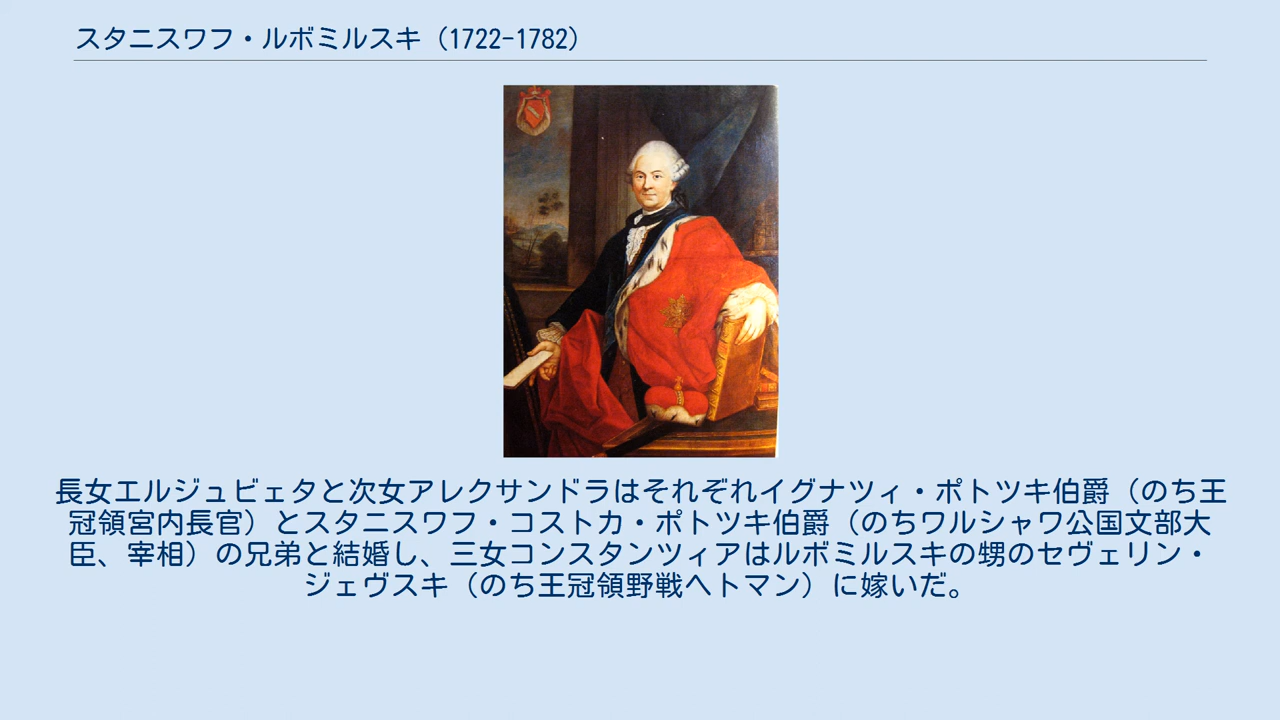 スタニスワフ・ルボミルスキ（1722-1782）
長女エルジュビェタと次女アレクサンドラはそれぞれイグナツィ・ポトツキ伯爵（のち王
冠領宮内長官）とスタニスワフ・コストカ・ポトツキ伯爵（のちワルシャワ公国文部大
臣、宰相）の兄弟と結婚し、三女コンスタンツィアはルボミルスキの甥のセヴェリン・
ジェヴスキ（のち王冠領野戦ヘトマン）に嫁いだ。